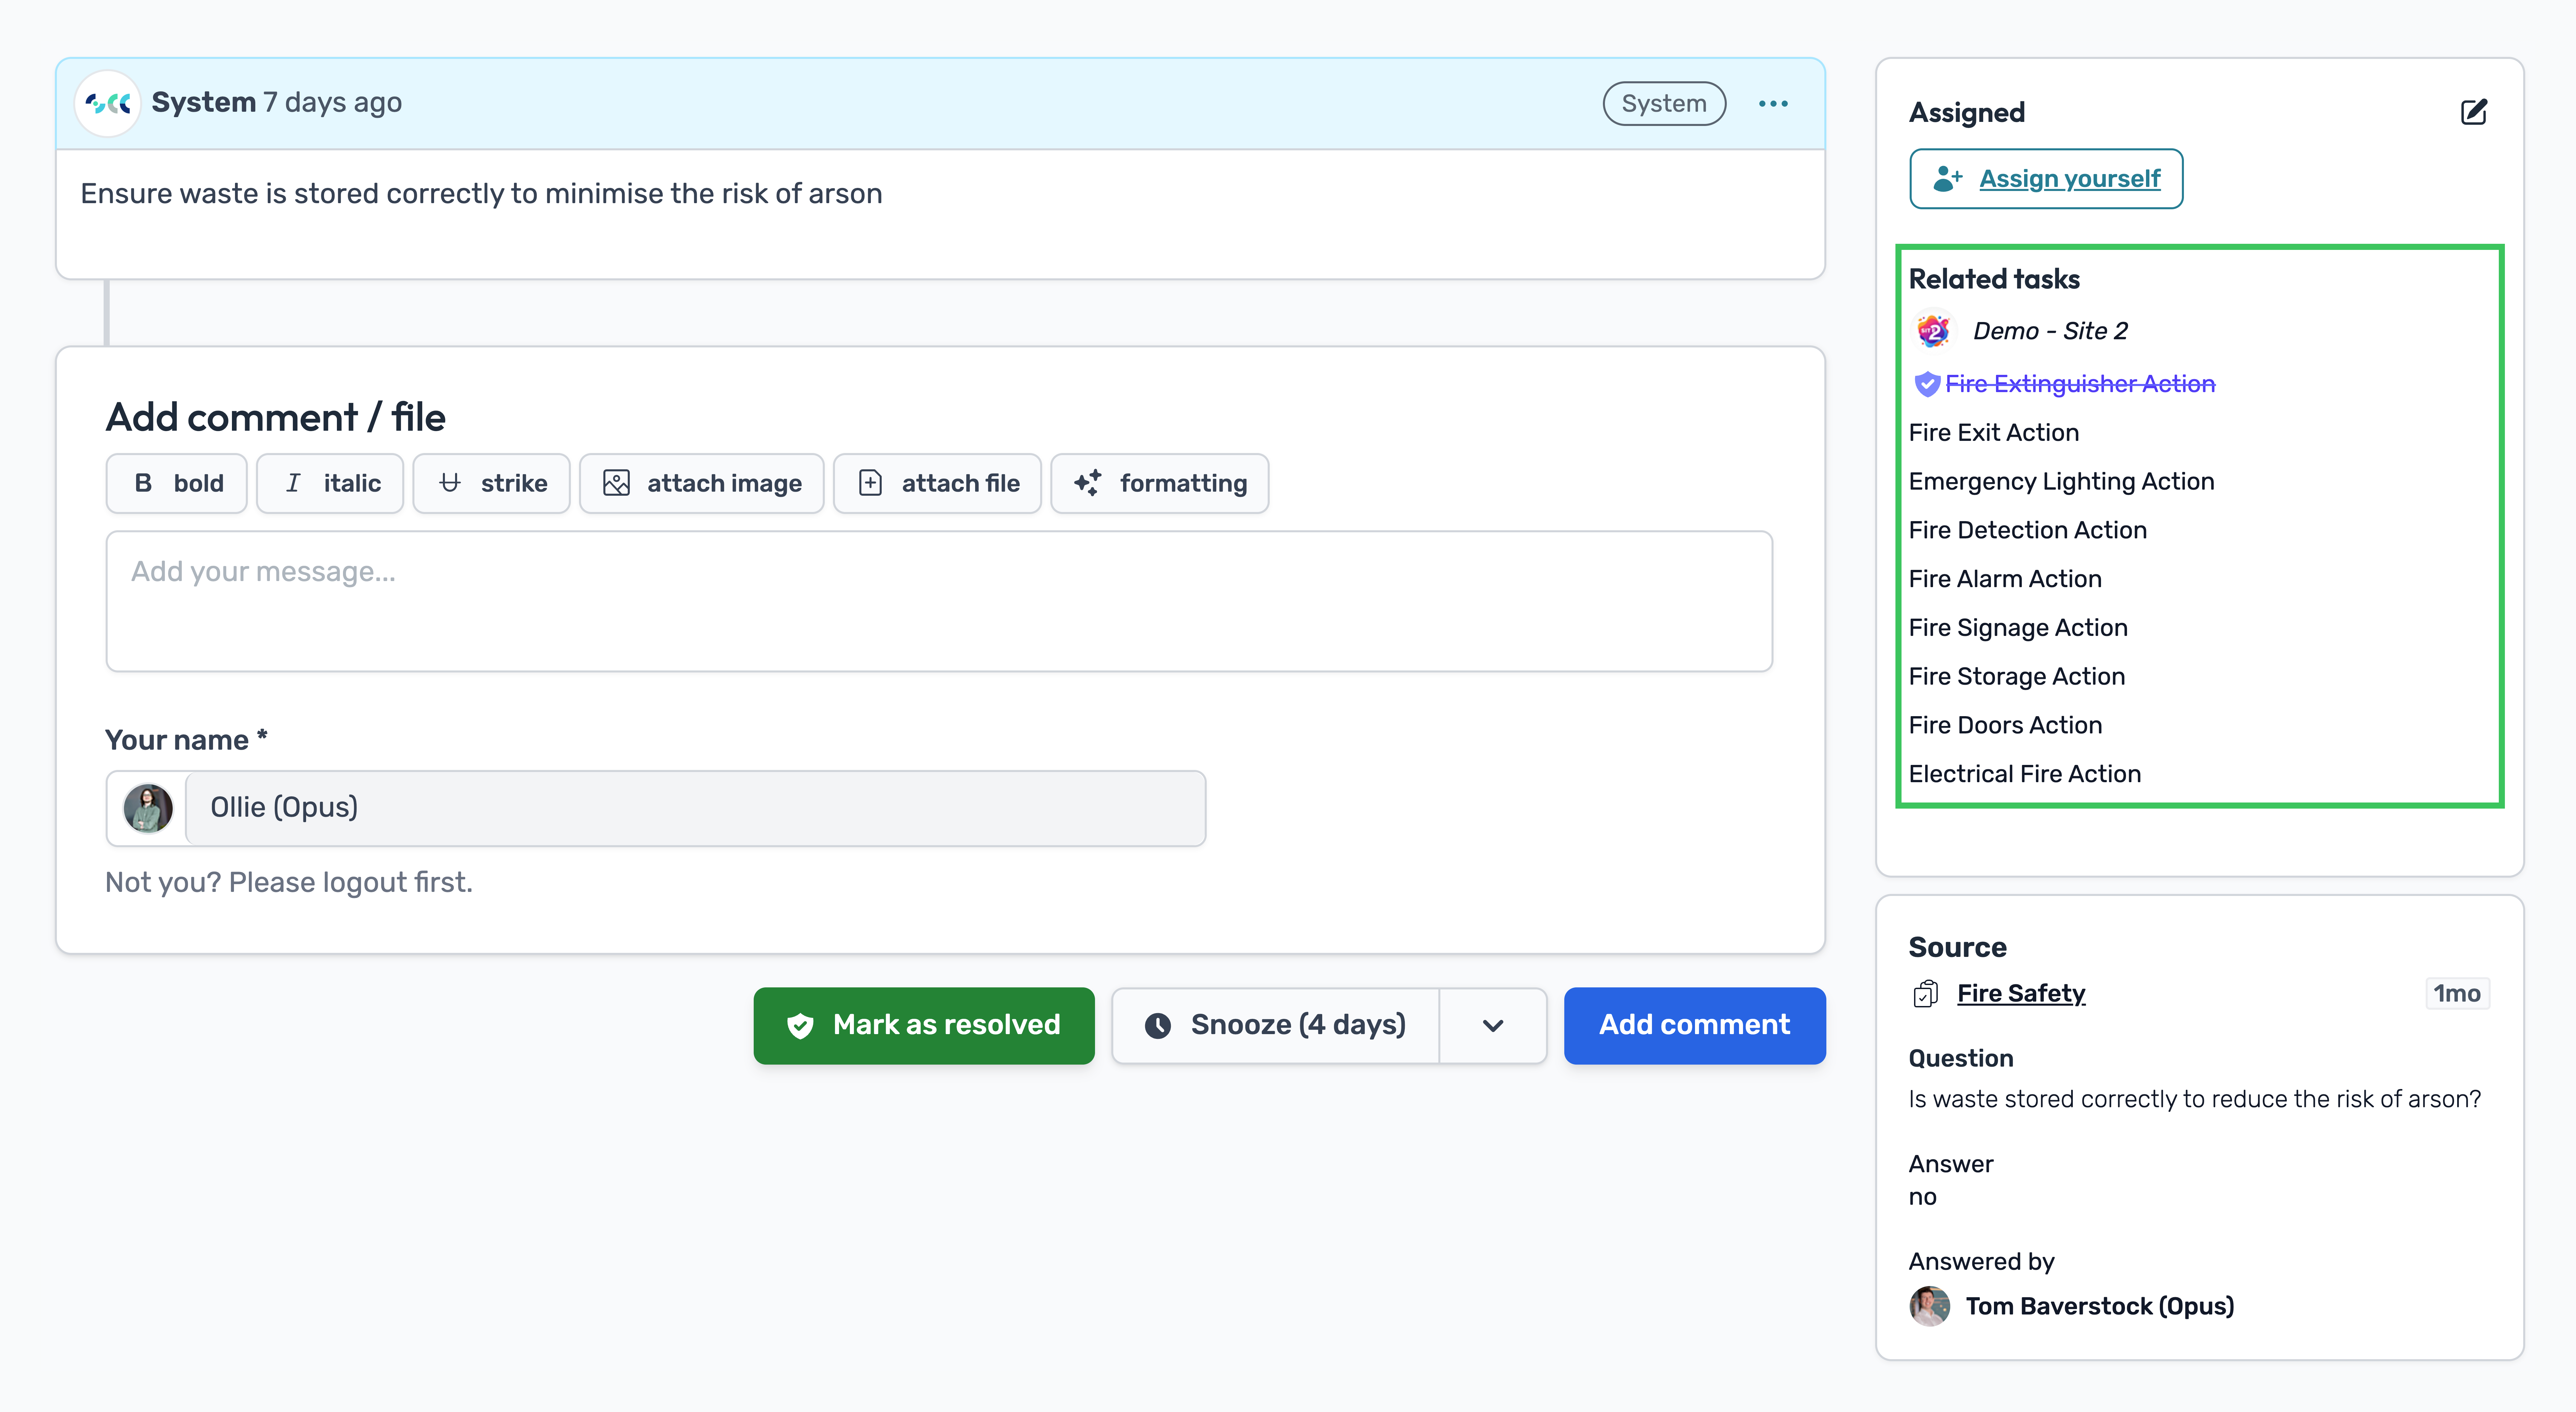 System 7 days ago
System
Ensure waste is stored correctly to minimise the risk of arson
Add comment / file
B bold
I italic
strike
attach image
attach file
formatting
Add your message...
Your name *
Ollie (Opus)
Not you? Please logout first.
Mark as resolved
Snooze (4 days)
Add comment
Assigned
Assign yourself
Related tasks
Demo - Site 2
Fire Extinguisher Action
Fire Exit Action
Emergency Lighting Action
Fire Detection Action
Fire Alarm Action
Fire Signage Action
Fire Storage Action
Fire Doors Action
Electrical Fire Action
Source
Fire Safety
1mo
Question
Is waste stored correctly to reduce the risk of arson?
Answer
no
Answered by
Tom Baverstock (Opus)